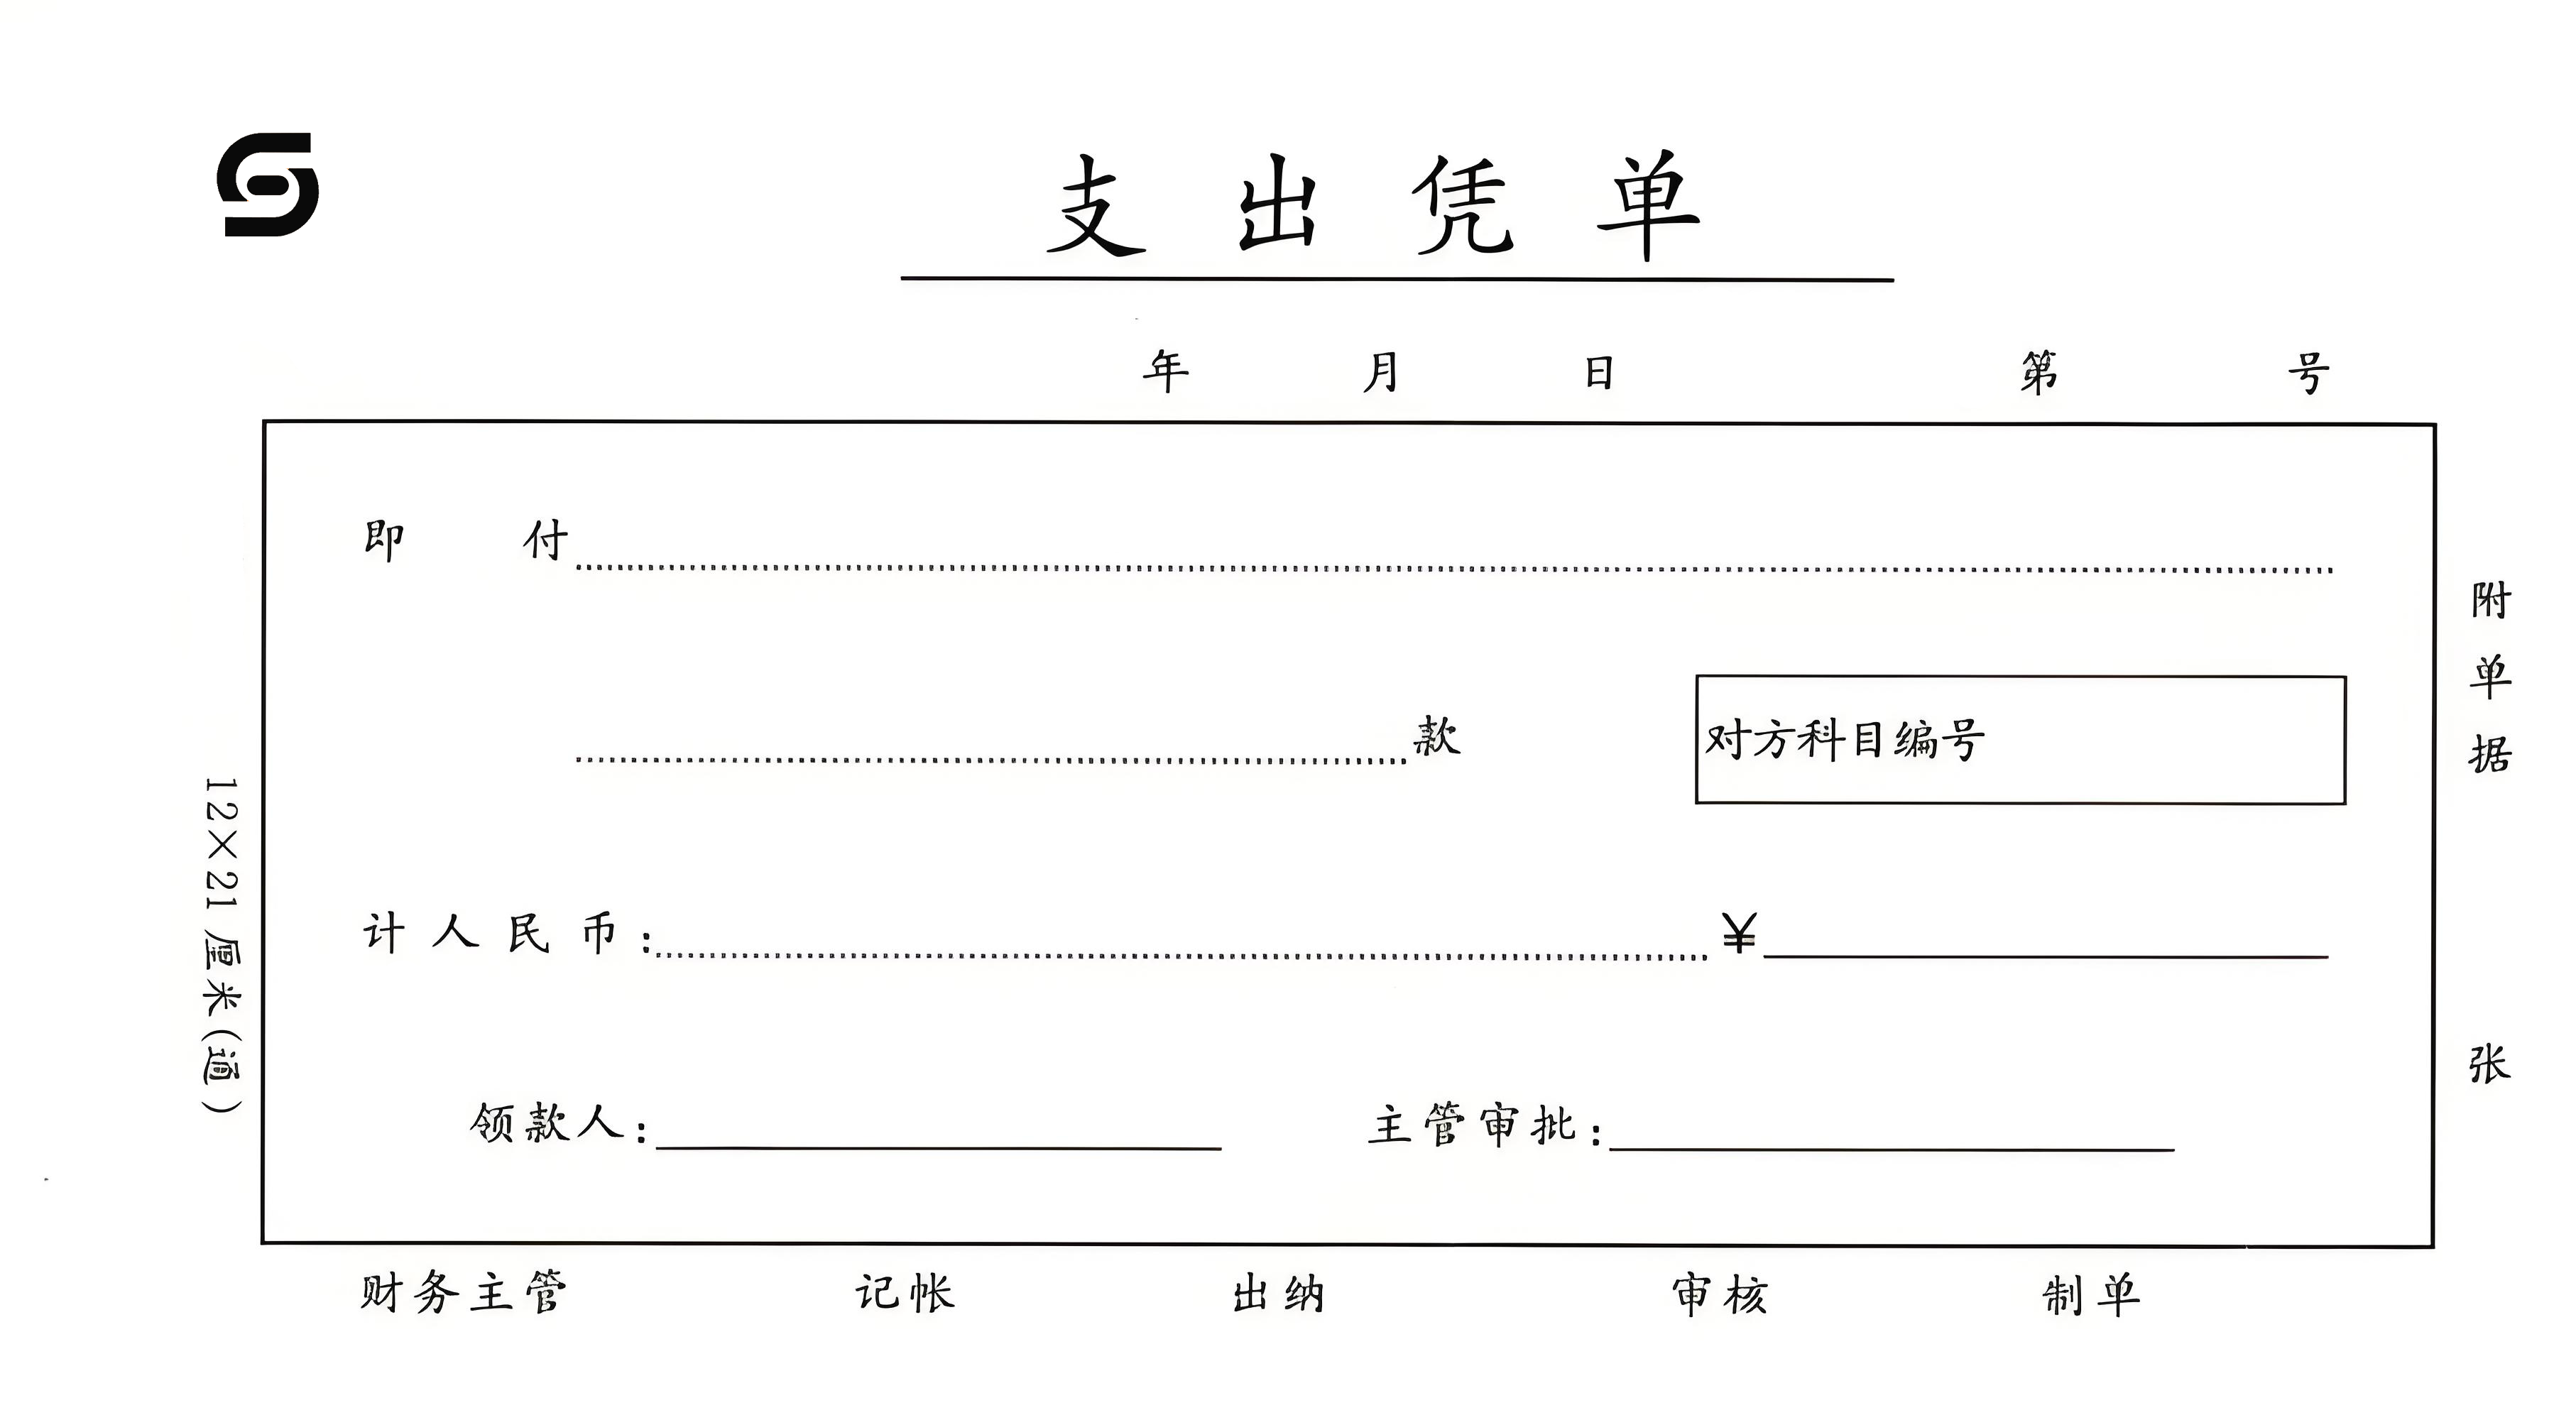 支出凭单
年 月 日 第 号
即 付
款 对方科目编号
计人民币: ¥
领款人: 主管审批:
财务主管 记帐 出纳 审核 制单
附单据 张
12×21厘米(通)